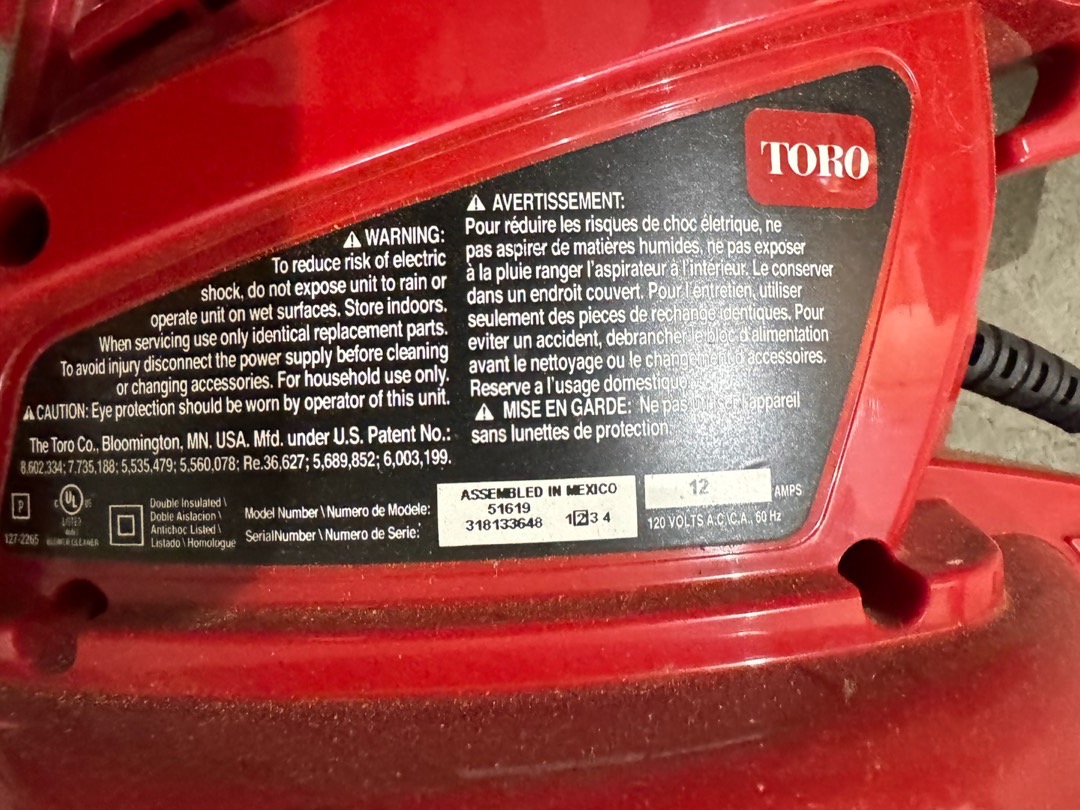 TORO
⚠ WARNING:
To reduce risk of electric
shock, do not expose unit to rain or
operate unit on wet surfaces. Store indoors.
When servicing use only identical replacement parts.
To avoid injury disconnect the power supply before cleaning
or changing accessories. For household use only.
⚠ CAUTION: Eye protection should be worn by operator of this unit.
The Toro Co., Bloomington, MN. USA. Mfd. under U.S. Patent No.:
8,602,334; 7,735,188; 5,535,479; 5,560,078; Re.36,627; 5,689,852; 6,003,199.
⚠ AVERTISSEMENT:
Pour réduire les risques de choc életrique, ne
pas aspirer de matières humides, ne pas exposer
à la pluie ranger l'aspirateur à l'interieur. Le conserver
dans un endroit couvert. Pour l'entretien, utiliser
seulement des pieces de rechange identiques. Pour
eviter un accident, debrancher le bloc d'alimentation
avant le nettoyage ou le changement d'accessoires.
Reserve a l'usage domestique.
⚠ MISE EN GARDE: Ne pas l'appareil
sans lunettes de protection.
P
127-2265
C UL US
LISTED
BLOWER CLEANER
Double Insulated \
Doble Aislacion \
Antichoc Listed \
Listado \ Homologue
Model Number \ Numero de Modele:
SerialNumber \ Numero de Serie:
ASSEMBLED IN MEXICO
51619
318133648 1 2 3 4
12 AMPS
120 VOLTS A.C./C.A., 60 Hz